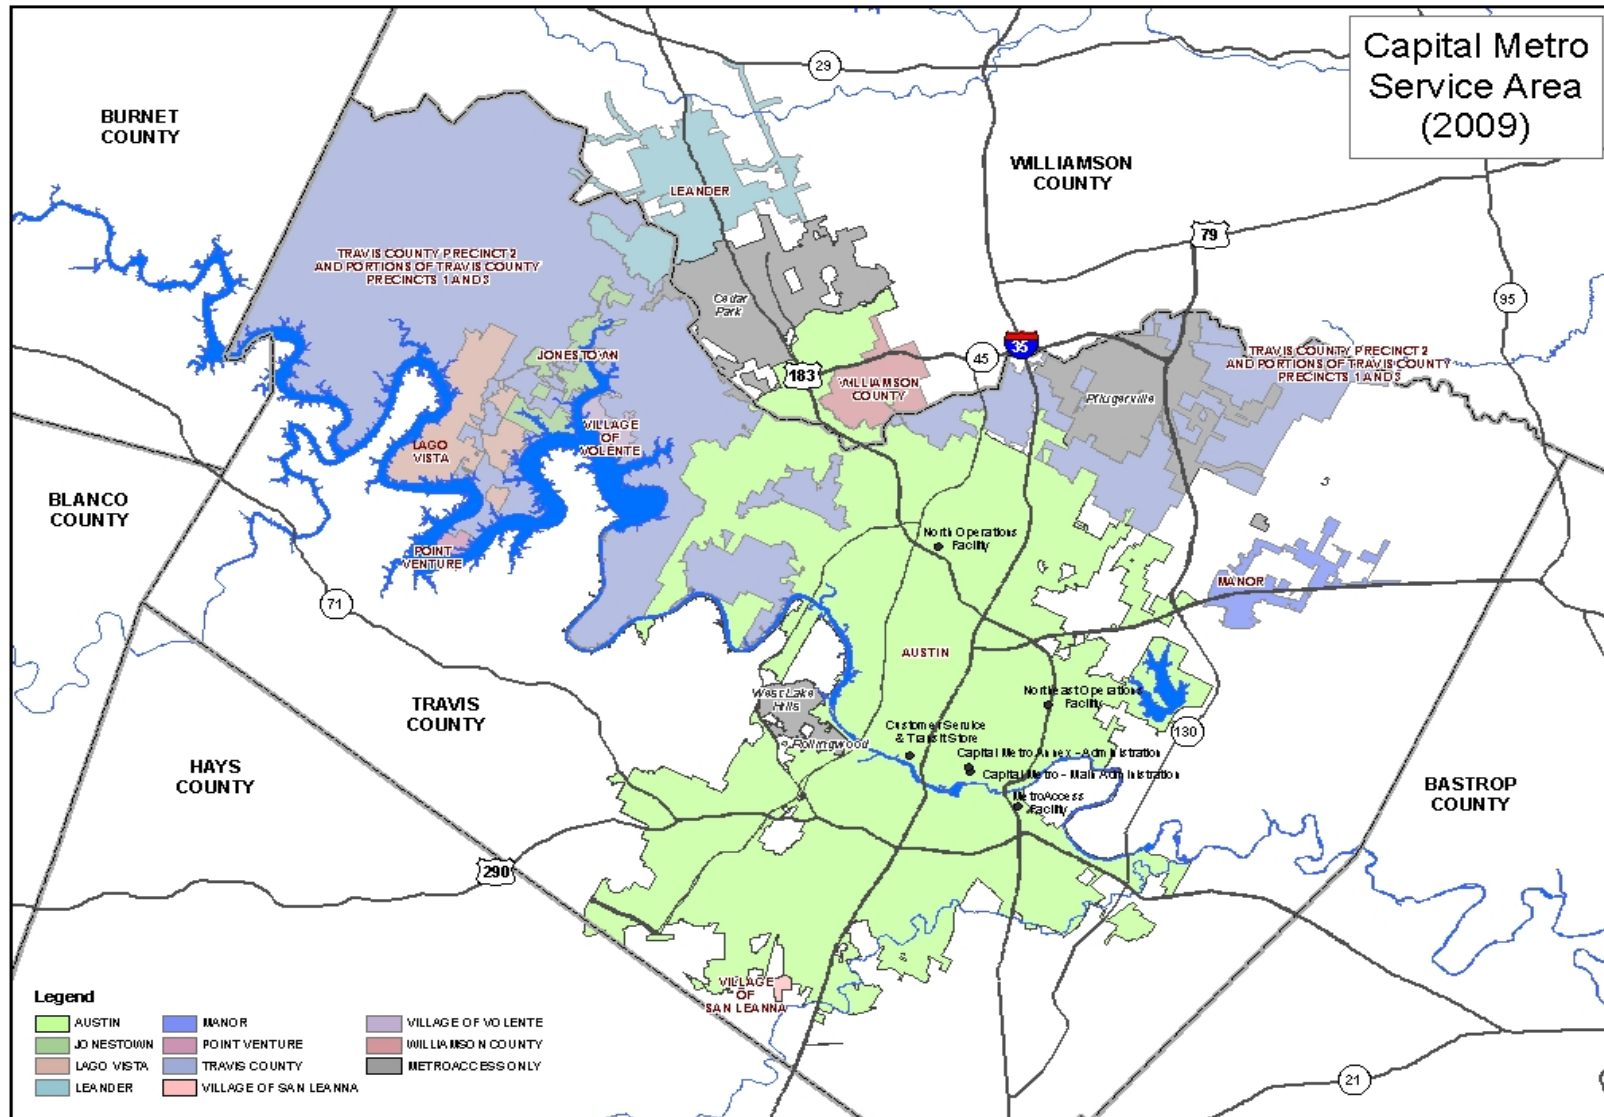 Capital Metro
Service Area
(2009)
29
BURNET
COUNTY
WILLIAMSON
COUNTY
LEANDER
79
TRAVIS COUNTY PRECINCT 2
AND PORTIONS OF TRAVIS COUNTY
PRECINCTS 1 AND 3
Cedar
Park
95
35
45
JONESTOWN
TRAVIS COUNTY PRECINCT 2
AND PORTIONS OF TRAVIS COUNTY
PRECINCTS 1 AND 3
183
WILLIAMSON
COUNTY
Pflugerville
LAGO
VISTA
VILLAGE
OF
VOLENTE
BLANCO
COUNTY
North Operations
Facility
POINT
VENTURE
MANOR
71
AUSTIN
West Lake
Hills
Northeast Operations
Facility
TRAVIS
COUNTY
Customer Service
& Transit Store
130
Rollingwood
Capital Metro Annex - Administration
Capital Metro - Main Administration
HAYS
COUNTY
MetroAccess
Facility
BASTROP
COUNTY
290
VILLAGE
OF
SAN LEANNA
21
Legend
AUSTIN
JONESTOWN
LAGO VISTA
LEANDER
MANOR
POINT VENTURE
TRAVIS COUNTY
VILLAGE OF SAN LEANNA
VILLAGE OF VOLENTE
WILLIAMSON COUNTY
METROACCESS ONLY